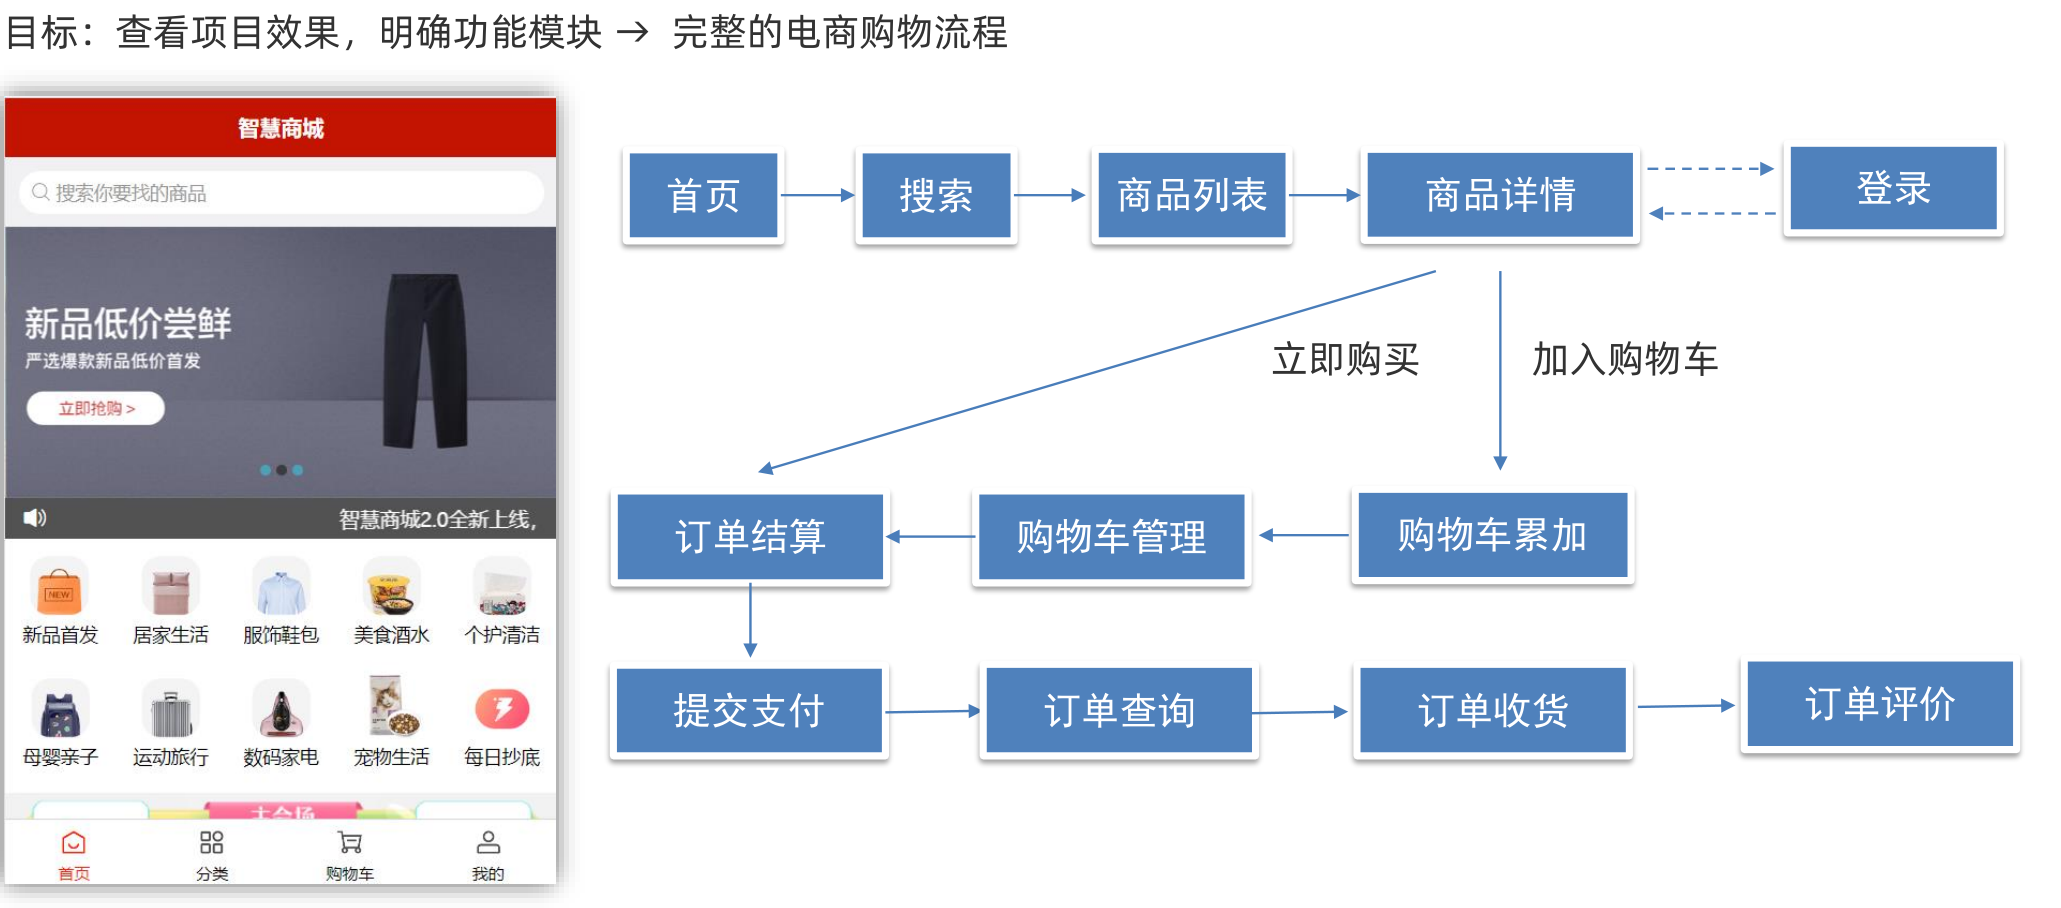 目标：查看项目效果，明确功能模块 → 完整的电商购物流程
智慧商城
搜索你要找的商品
新品低价尝鲜
严选爆款新品低价首发
立即抢购 >
智慧商城2.0全新上线，
NEW
新品首发 居家生活 服饰鞋包 美食酒水 个护清洁
母婴亲子 运动旅行 数码家电 宠物生活 每日抄底
主会场
首页 分类 购物车 我的
首页 搜索 商品列表 商品详情 登录
立即购买 加入购物车
订单结算 购物车管理 购物车累加
提交支付 订单查询 订单收货 订单评价